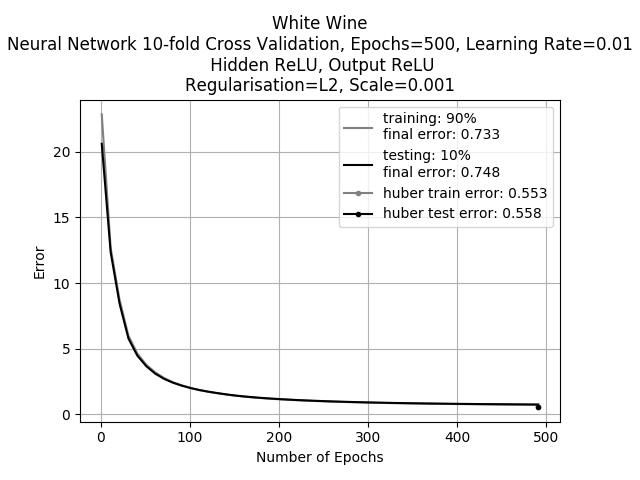 White Wine
Neural Network 10-fold Cross Validation, Epochs=500, Learning Rate=0.01
Hidden ReLU, Output ReLU
Regularisation=L2, Scale=0.001
training: 90%
final error: 0.733
testing: 10%
final error: 0.748
huber train error: 0.553
huber test error: 0.558
Error
20
15
10
5
0
0 100 200 300 400 500
Number of Epochs